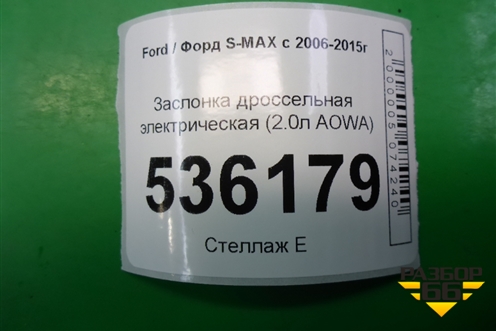 Ford / Форд S-MAX с 2006-2015г
Заслонка дроссельная
электрическая (2.0л AOWA)
536179
Стеллаж Е
2000005074240
РАЗБОР
66